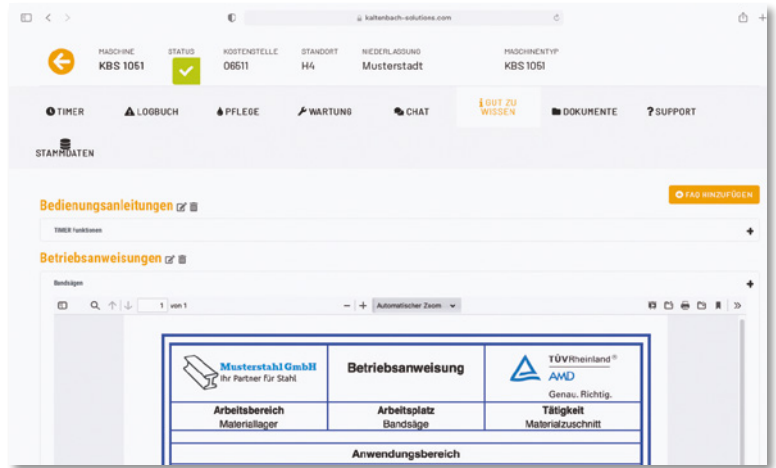 kaltenbach-solutions.com
MASCHINE STATUS KOSTENSTELLE STANDORT NIEDERLASSUNG MASCHINENTYP
KBS 1051 06511 H4 Musterstadt KBS 1051
TIMER LOGBUCH PFLEGE WARTUNG CHAT GUT ZU WISSEN DOKUMENTE SUPPORT
STAMMDATEN
FAQ HINZUFÜGEN
Bedienungsanleitungen
TIMER Funktionen
Betriebsanweisungen
Bandsägen
1 von 1 Automatischer Zoom
Musterstahl GmbH
Ihr Partner für Stahl
Betriebsanweisung
TÜVRheinland®
AMD
Genau. Richtig.
Arbeitsbereich Arbeitsplatz Tätigkeit
Materiallager Bandsäge Materialzuschnitt
Anwendungsbereich